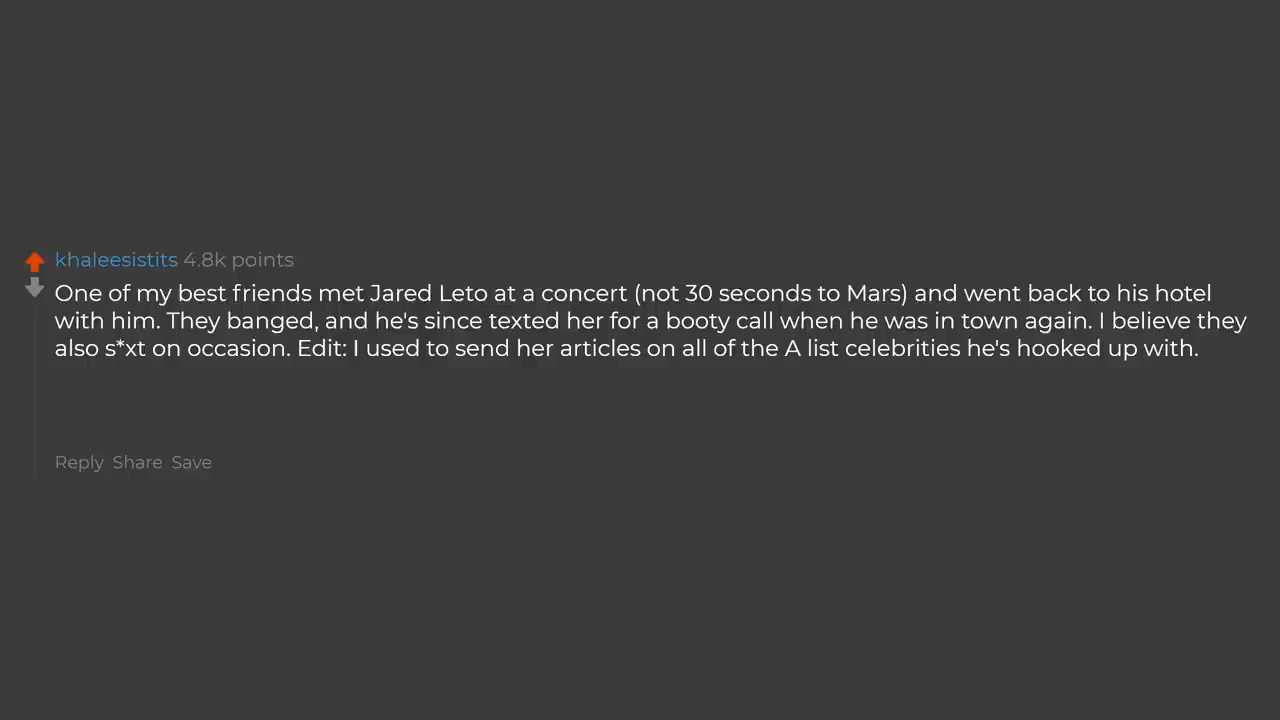 khaleesistits 4.8k points
One of my best friends met Jared Leto at a concert (not 30 seconds to Mars) and went back to his hotel
with him. They banged, and he's since texted her for a booty call when he was in town again. I believe they
also s*xt on occasion. Edit: I used to send her articles on all of the A list celebrities he's hooked up with.
Reply Share Save